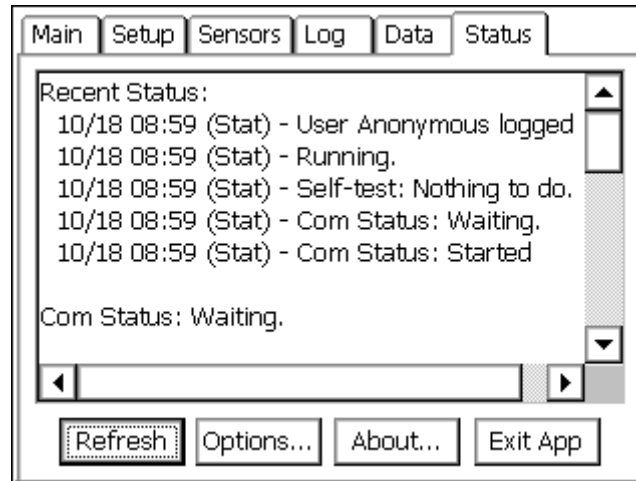 Main Setup Sensors Log Data Status
Recent Status:
10/18 08:59 (Stat) - User Anonymous logged
10/18 08:59 (Stat) - Running.
10/18 08:59 (Stat) - Self-test: Nothing to do.
10/18 08:59 (Stat) - Com Status: Waiting.
10/18 08:59 (Stat) - Com Status: Started
Com Status: Waiting.
Refresh Options... About... Exit App